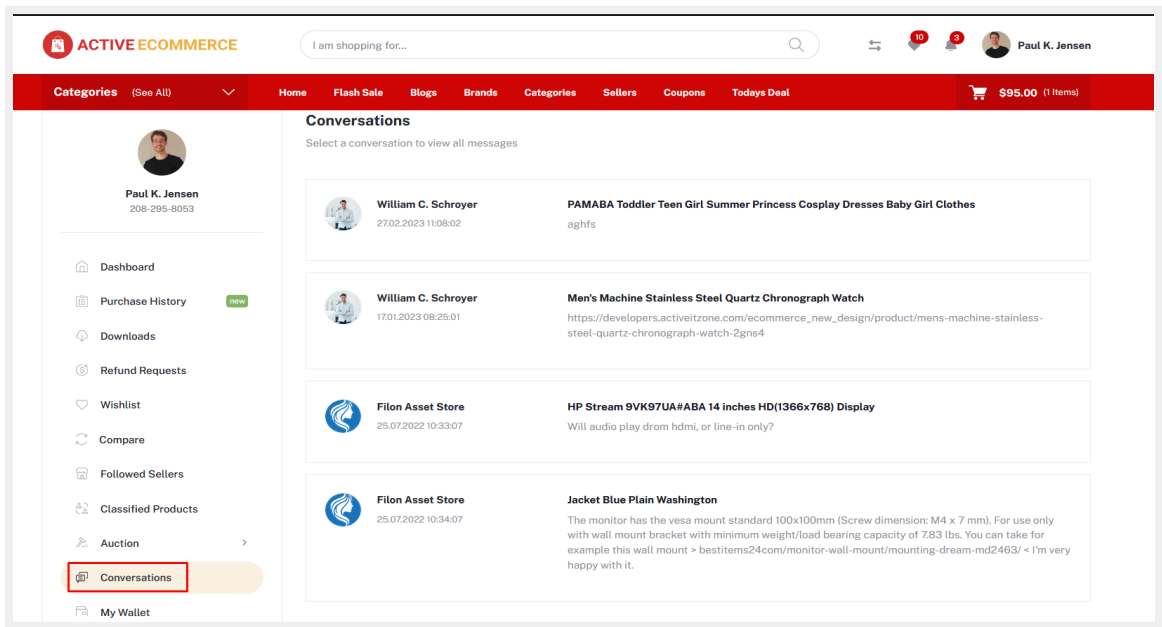 ACTIVE ECOMMERCE
I am shopping for...
10
3
Paul K. Jensen
Categories (See All)
Home Flash Sale Blogs Brands Categories Sellers Coupons Todays Deal
$95.00 (1 Items)
Paul K. Jensen
208-295-8053
Dashboard
Purchase History new
Downloads
Refund Requests
Wishlist
Compare
Followed Sellers
Classified Products
Auction
Conversations
My Wallet
Conversations
Select a conversation to view all messages
William C. Schroyer
27.02.2023 11:08:02
PAMABA Toddler Teen Girl Summer Princess Cosplay Dresses Baby Girl Clothes
aghfs
William C. Schroyer
17.01.2023 08:25:01
Men's Machine Stainless Steel Quartz Chronograph Watch
https://developers.activeitzone.com/ecommerce_new_design/product/mens-machine-stainless-
steel-quartz-chronograph-watch-2gns4
Filon Asset Store
25.07.2022 10:33:07
HP Stream 9VK97UA#ABA 14 inches HD(1366x768) Display
Will audio play drom hdmi, or line-in only?
Filon Asset Store
25.07.2022 10:34:07
Jacket Blue Plain Washington
The monitor has the vesa mount standard 100x100mm (Screw dimension: M4 x 7 mm). For use only
with wall mount bracket with minimum weight/load bearing capacity of 7.83 lbs. You can take for
example this wall mount > bestitems24com/monitor-wall-mount/mounting-dream-md2463/ < I'm very
happy with it.